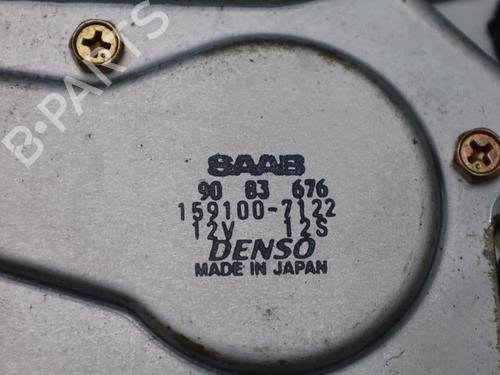 B-PARTS
SAAB
90 83 676
159100-7122
12V 12S
DENSO
MADE IN JAPAN